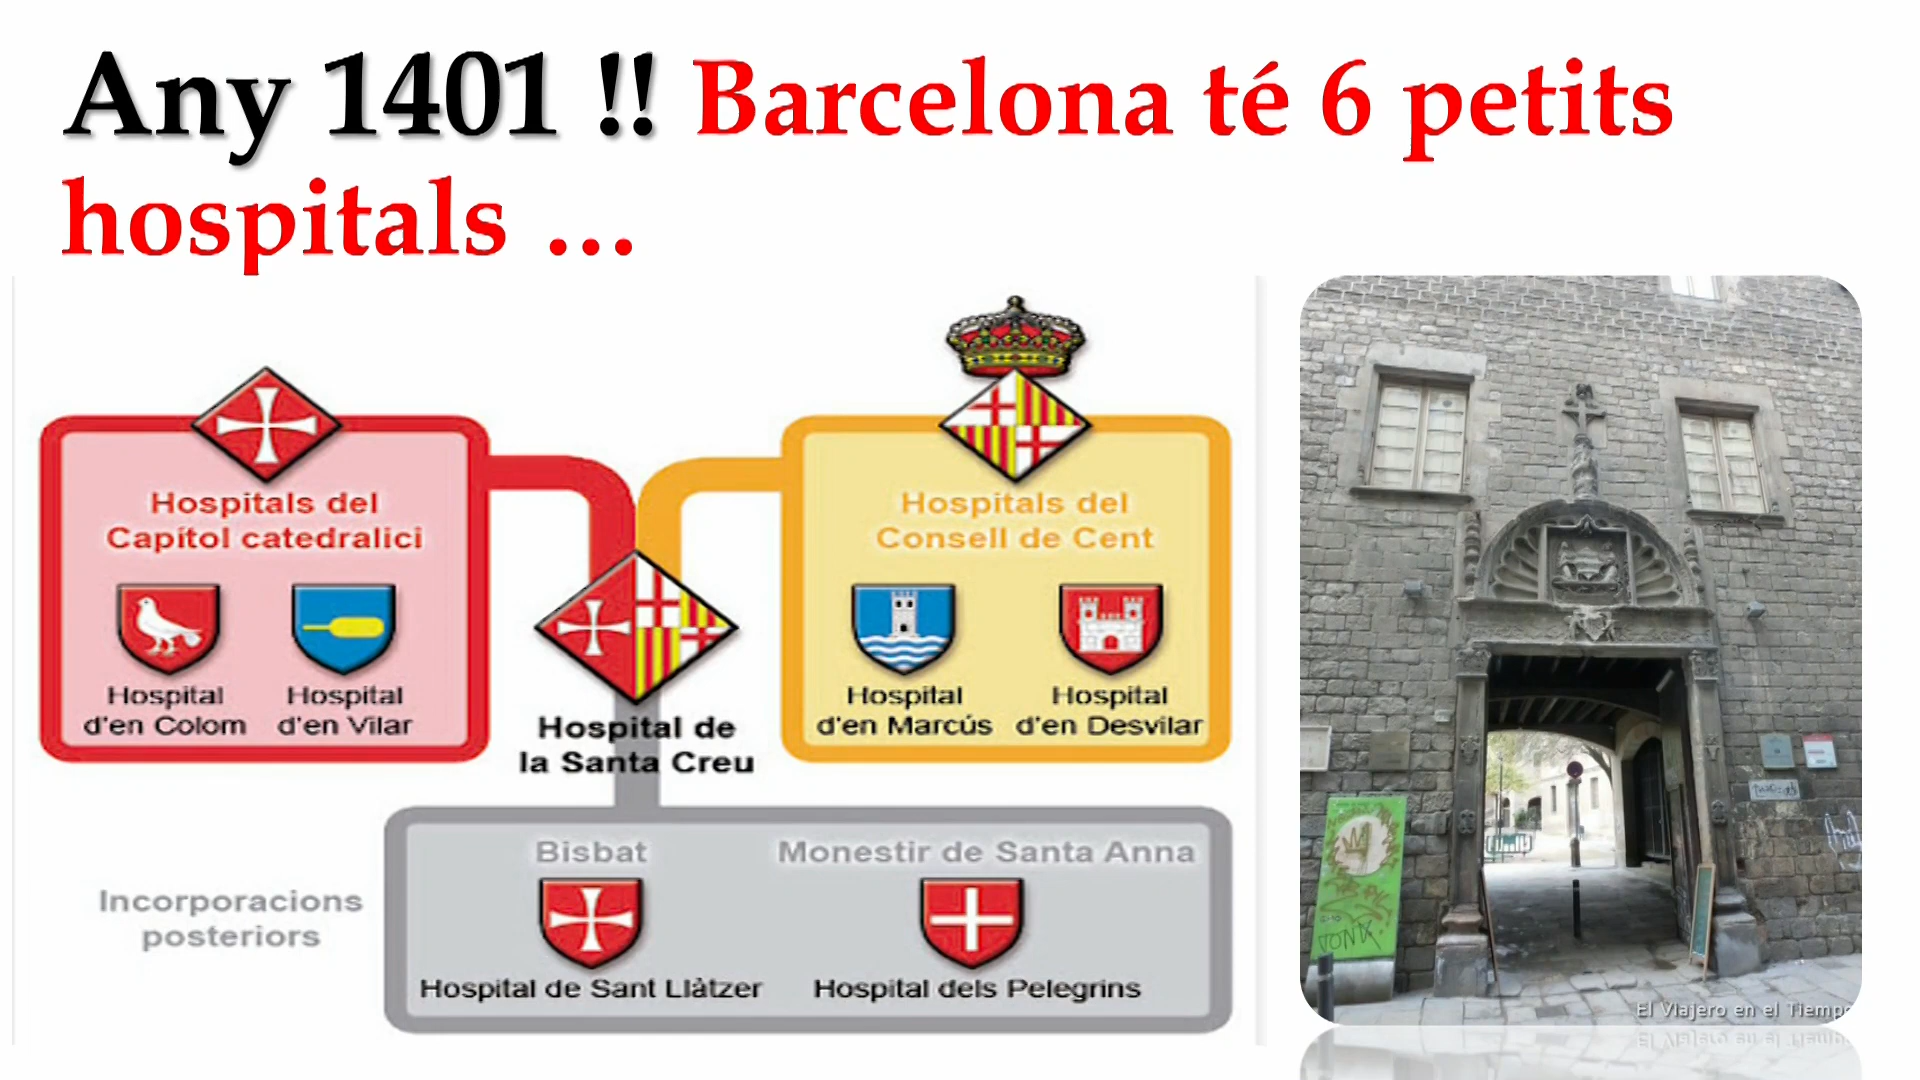 Any 1401 !! Barcelona té 6 petits
hospitals ...
Hospitals del
Capítol catedralici
Hospital
d'en Colom
Hospital
d'en Vilar
Hospital de
la Santa Creu
Hospitals del
Consell de Cent
Hospital
d'en Marcús
Hospital
d'en Desvilar
Incorporacions
posteriors
Bisbat
Hospital de Sant Llàtzer
Monestir de Santa Anna
Hospital dels Pelegrins
El Viajero en el Tiempo